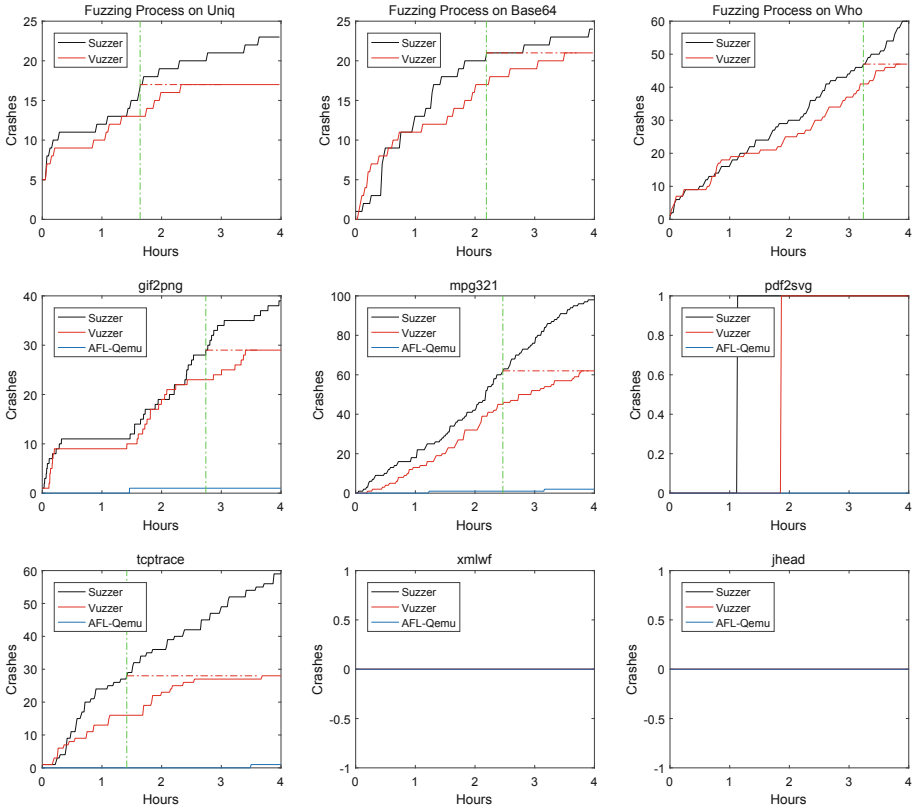 Fuzzing Process on Uniq
25
20
15
10
5
0
Crashes
Suzzer
Vuzzer
0 1 2 3 4
Hours
Fuzzing Process on Base64
25
20
15
10
5
0
Crashes
Suzzer
Vuzzer
0 1 2 3 4
Hours
Fuzzing Process on Who
60
50
40
30
20
10
0
Crashes
Suzzer
Vuzzer
0 1 2 3 4
Hours
gif2png
40
30
20
10
0
Crashes
Suzzer
Vuzzer
AFL-Qemu
0 1 2 3 4
Hours
mpg321
100
80
60
40
20
0
Crashes
Suzzer
Vuzzer
AFL-Qemu
0 1 2 3 4
Hours
pdf2svg
1
0.8
0.6
0.4
0.2
0
Crashes
Suzzer
Vuzzer
AFL-Qemu
0 1 2 3 4
Hours
tcptrace
60
50
40
30
20
10
0
Crashes
Suzzer
Vuzzer
AFL-Qemu
0 1 2 3 4
Hours
xmlwf
1
0.5
0
-0.5
-1
Crashes
Suzzer
Vuzzer
AFL-Qemu
0 1 2 3 4
Hours
jhead
1
0.5
0
-0.5
-1
Crashes
Suzzer
Vuzzer
AFL-Qemu
0 1 2 3 4
Hours